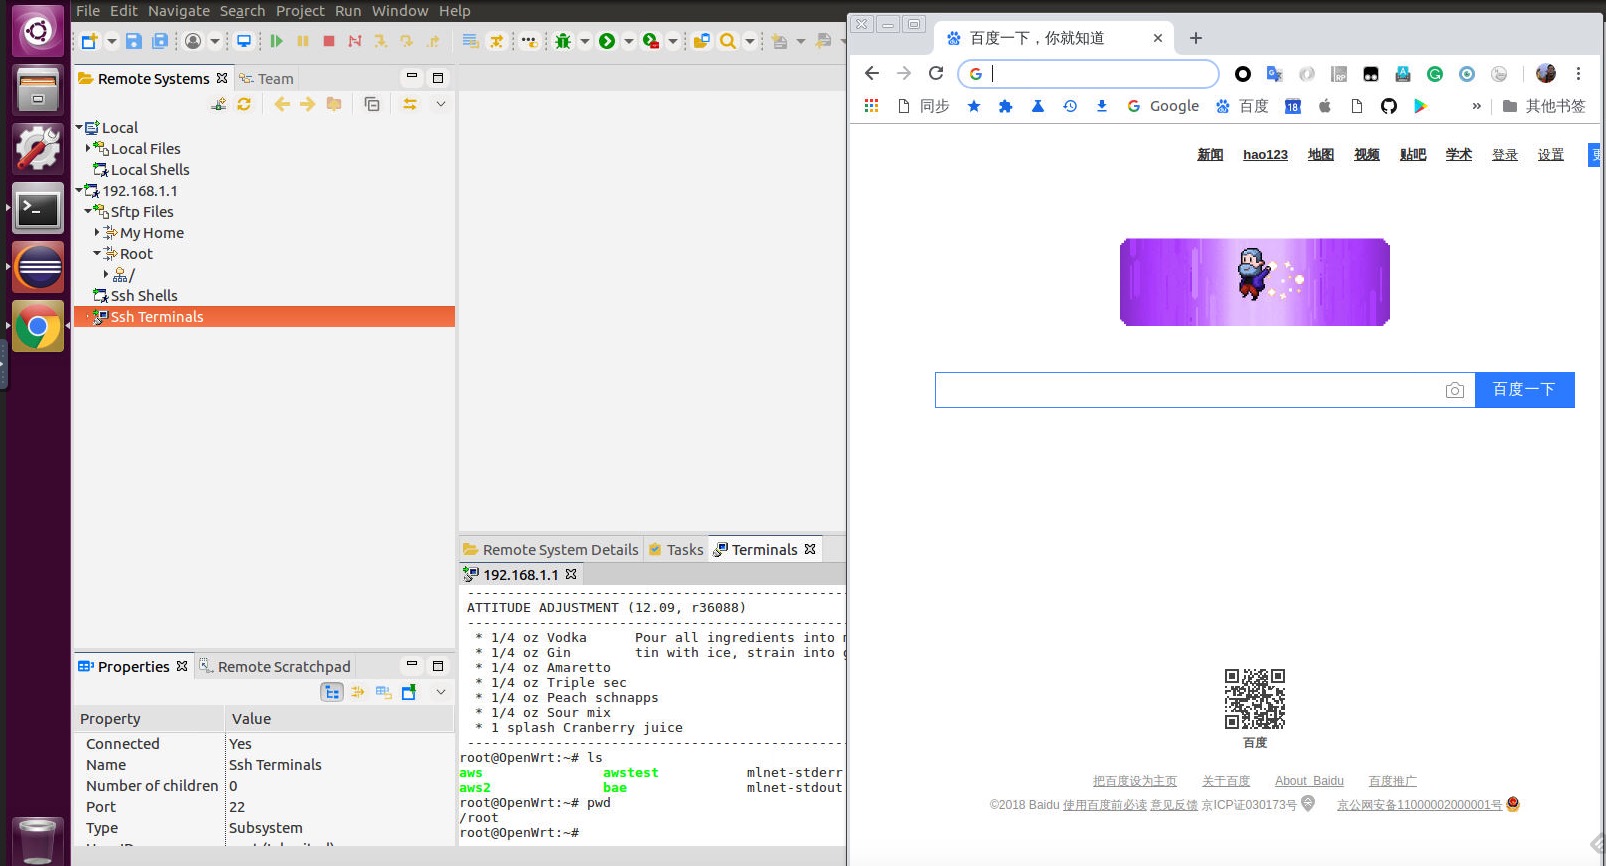 File Edit Navigate Search Project Run Window Help
Remote Systems Team
Local
Local Files
Local Shells
192.168.1.1
Sftp Files
My Home
Root
/
Ssh Shells
Ssh Terminals
Properties Remote Scratchpad
Property Value
Connected Yes
Name Ssh Terminals
Number of children 0
Port 22
Type Subsystem
Remote System Details Tasks Terminals
192.168.1.1
ATTITUDE ADJUSTMENT (12.09, r36088)
* 1/4 oz Vodka Pour all ingredients into
* 1/4 oz Gin tin with ice, strain into
* 1/4 oz Amaretto
* 1/4 oz Triple sec
* 1/4 oz Peach schnapps
* 1/4 oz Sour mix
* 1 splash Cranberry juice
root@OpenWrt:~# ls
aws awstest mlnet-stderr
aws2 bae mlnet-stdout
root@OpenWrt:~# pwd
/root
root@OpenWrt:~#
百度一下，你就知道
同步 Google 百度 18 » 其他书签
新闻 hao123 地图 视频 贴吧 学术 登录 设置
百度一下
百度
把百度设为主页 关于百度 About Baidu 百度推广
©2018 Baidu 使用百度前必读 意见反馈 京ICP证030173号 京公网安备11000002000001号